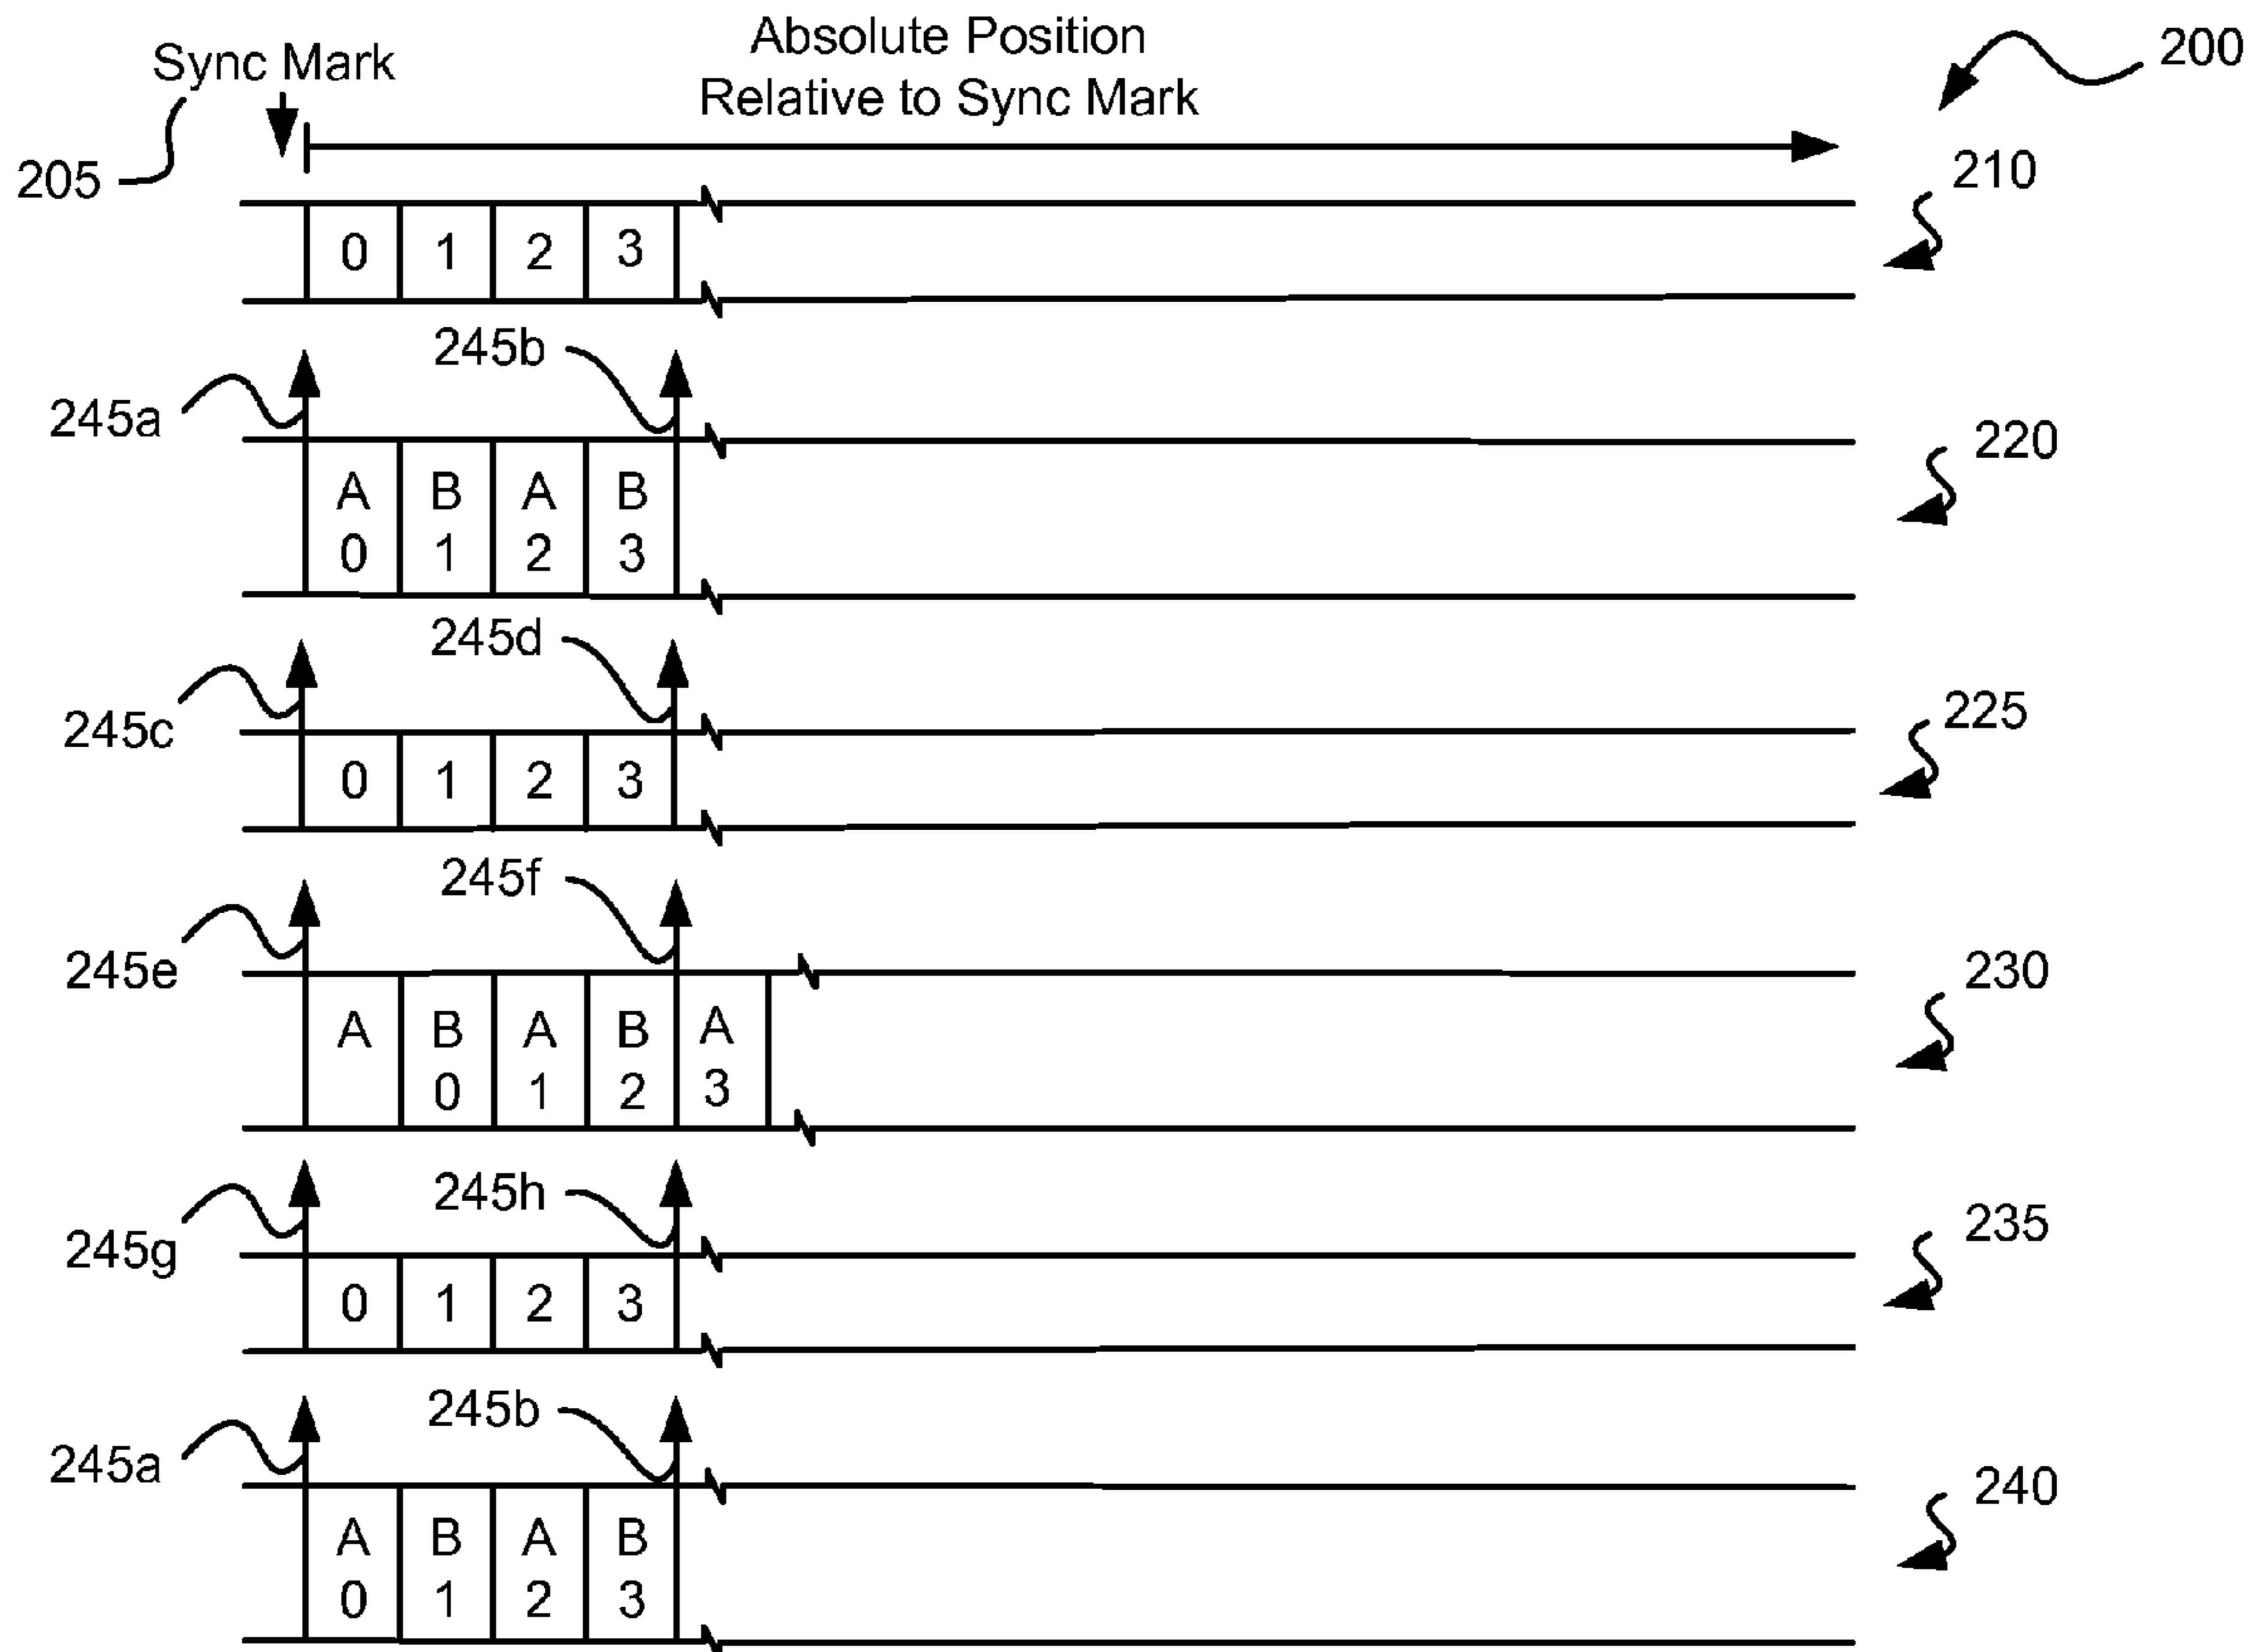 Sync Mark
Absolute Position
Relative to Sync Mark
200
205
210
0 1 2 3
245a
245b
220
A B A B
0 1 2 3
245c
245d
225
0 1 2 3
245e
245f
230
A B A B A
0 1 2 3
245g
245h
235
0 1 2 3
245a
245b
240
A B A B
0 1 2 3